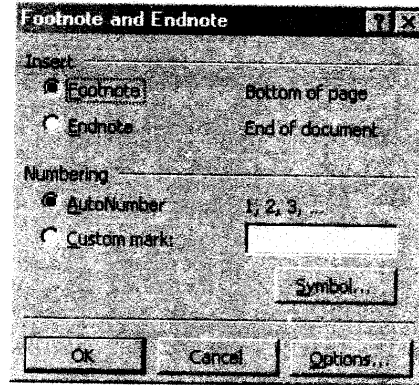 Footnote and Endnote
Insert
Footnote Bottom of page
Endnote End of document
Numbering
AutoNumber 1, 2, 3, ...
Custom mark:
Symbol...
OK Cancel Options...